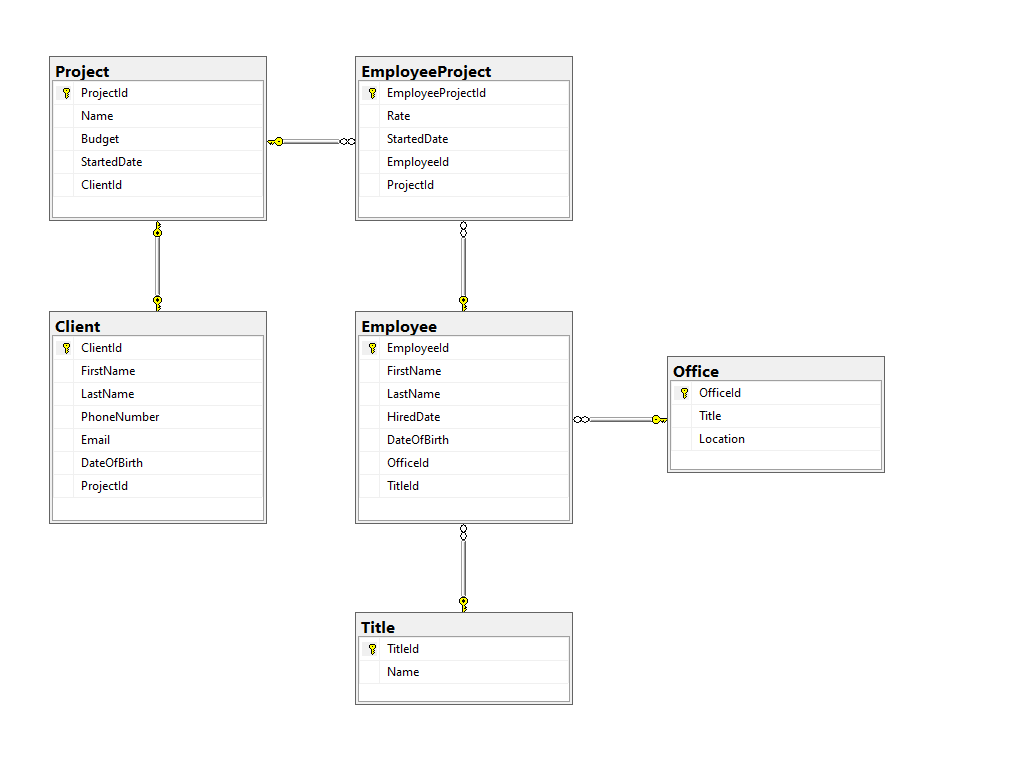 Project
ProjectId
Name
Budget
StartedDate
ClientId
EmployeeProject
EmployeeProjectId
Rate
StartedDate
EmployeeId
ProjectId
Client
ClientId
FirstName
LastName
PhoneNumber
Email
DateOfBirth
ProjectId
Employee
EmployeeId
FirstName
LastName
HiredDate
DateOfBirth
OfficeId
TitleId
Office
OfficeId
Title
Location
Title
TitleId
Name